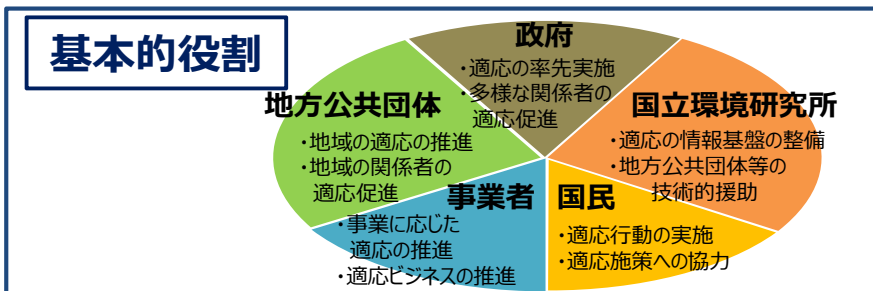 基本的役割
政府
・適応の率先実施
・多様な関係者の
適応促進
地方公共団体
・地域の適応の推進
・地域の関係者の
適応促進
国立環境研究所
・適応の情報基盤の整備
・地方公共団体等の
技術的援助
事業者
・事業に応じた
適応の推進
・適応ビジネスの推進
国民
・適応行動の実施
・適応施策への協力